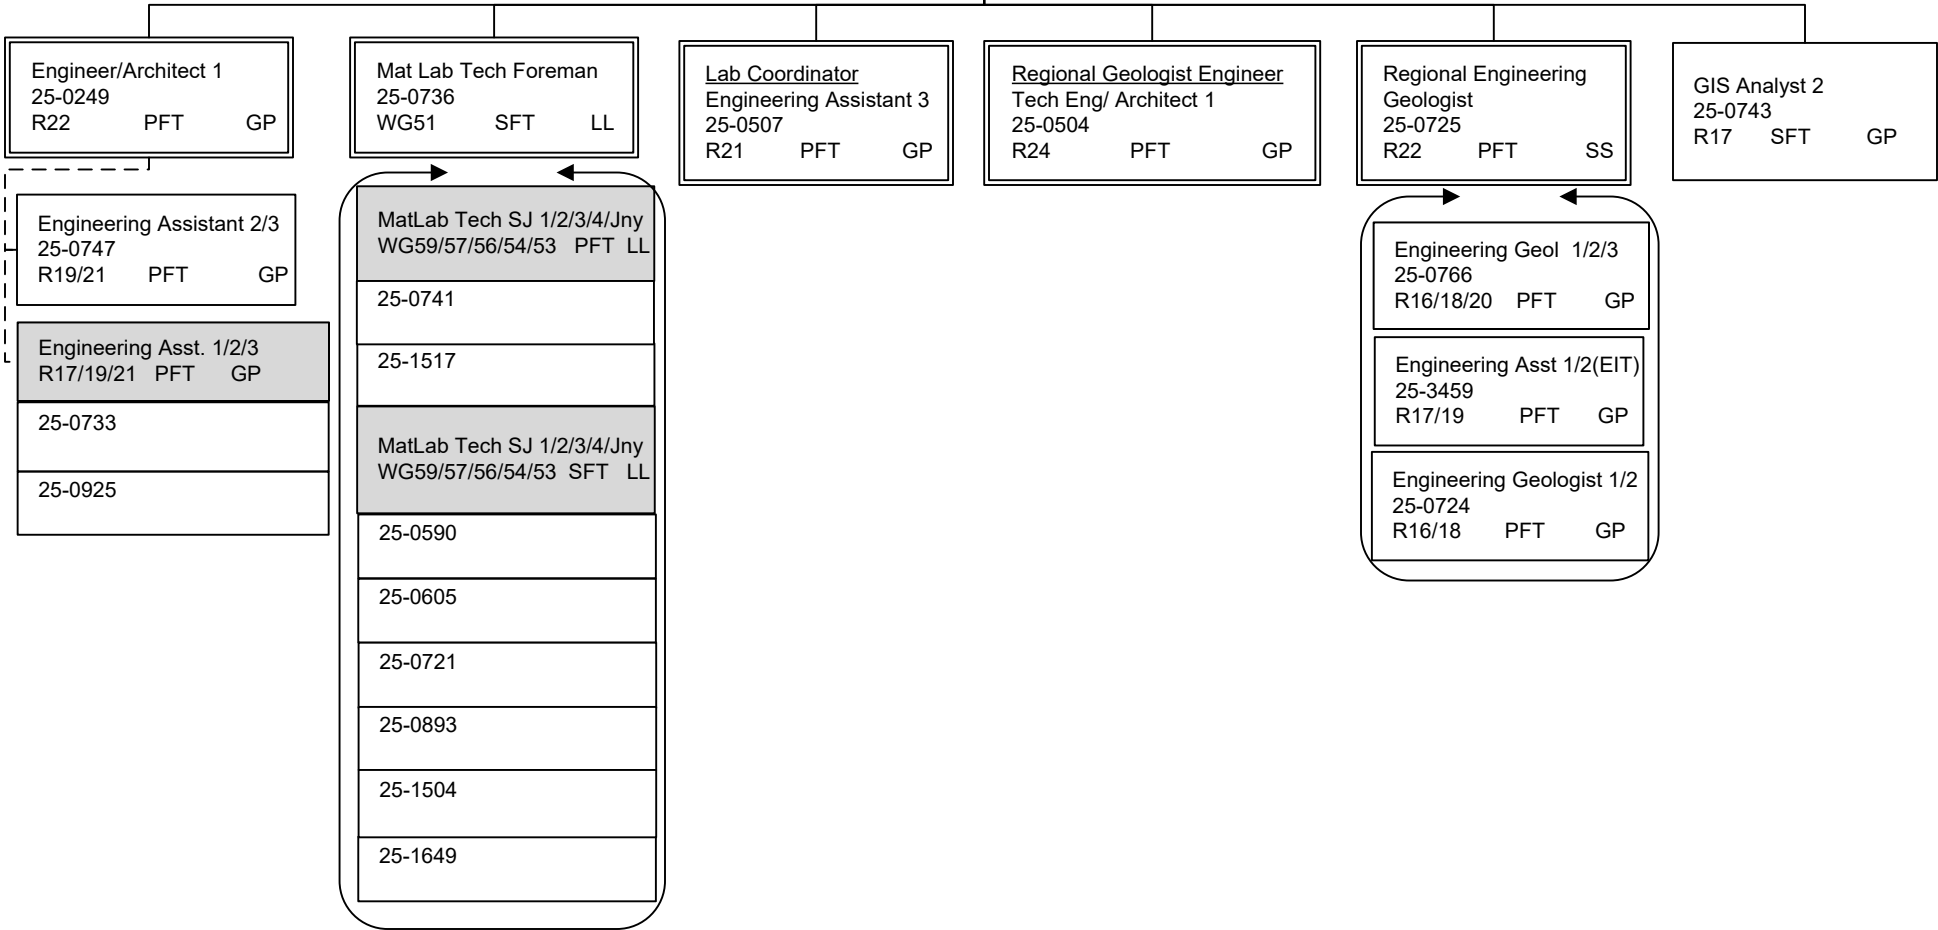 Engineer/Architect 1
25-0249
R22 PFT GP
Engineering Assistant 2/3
25-0747
R19/21 PFT GP
Engineering Asst. 1/2/3
R17/19/21 PFT GP
25-0733
25-0925
Mat Lab Tech Foreman
25-0736
WG51 SFT LL
MatLab Tech SJ 1/2/3/4/Jny
WG59/57/56/54/53 PFT LL
25-0741
25-1517
MatLab Tech SJ 1/2/3/4/Jny
WG59/57/56/54/53 SFT LL
25-0590
25-0605
25-0721
25-0893
25-1504
25-1649
Lab Coordinator
Engineering Assistant 3
25-0507
R21 PFT GP
Regional Geologist Engineer
Tech Eng/ Architect 1
25-0504
R24 PFT GP
Regional Engineering
Geologist
25-0725
R22 PFT SS
Engineering Geol 1/2/3
25-0766
R16/18/20 PFT GP
Engineering Asst 1/2(EIT)
25-3459
R17/19 PFT GP
Engineering Geologist 1/2
25-0724
R16/18 PFT GP
GIS Analyst 2
25-0743
R17 SFT GP